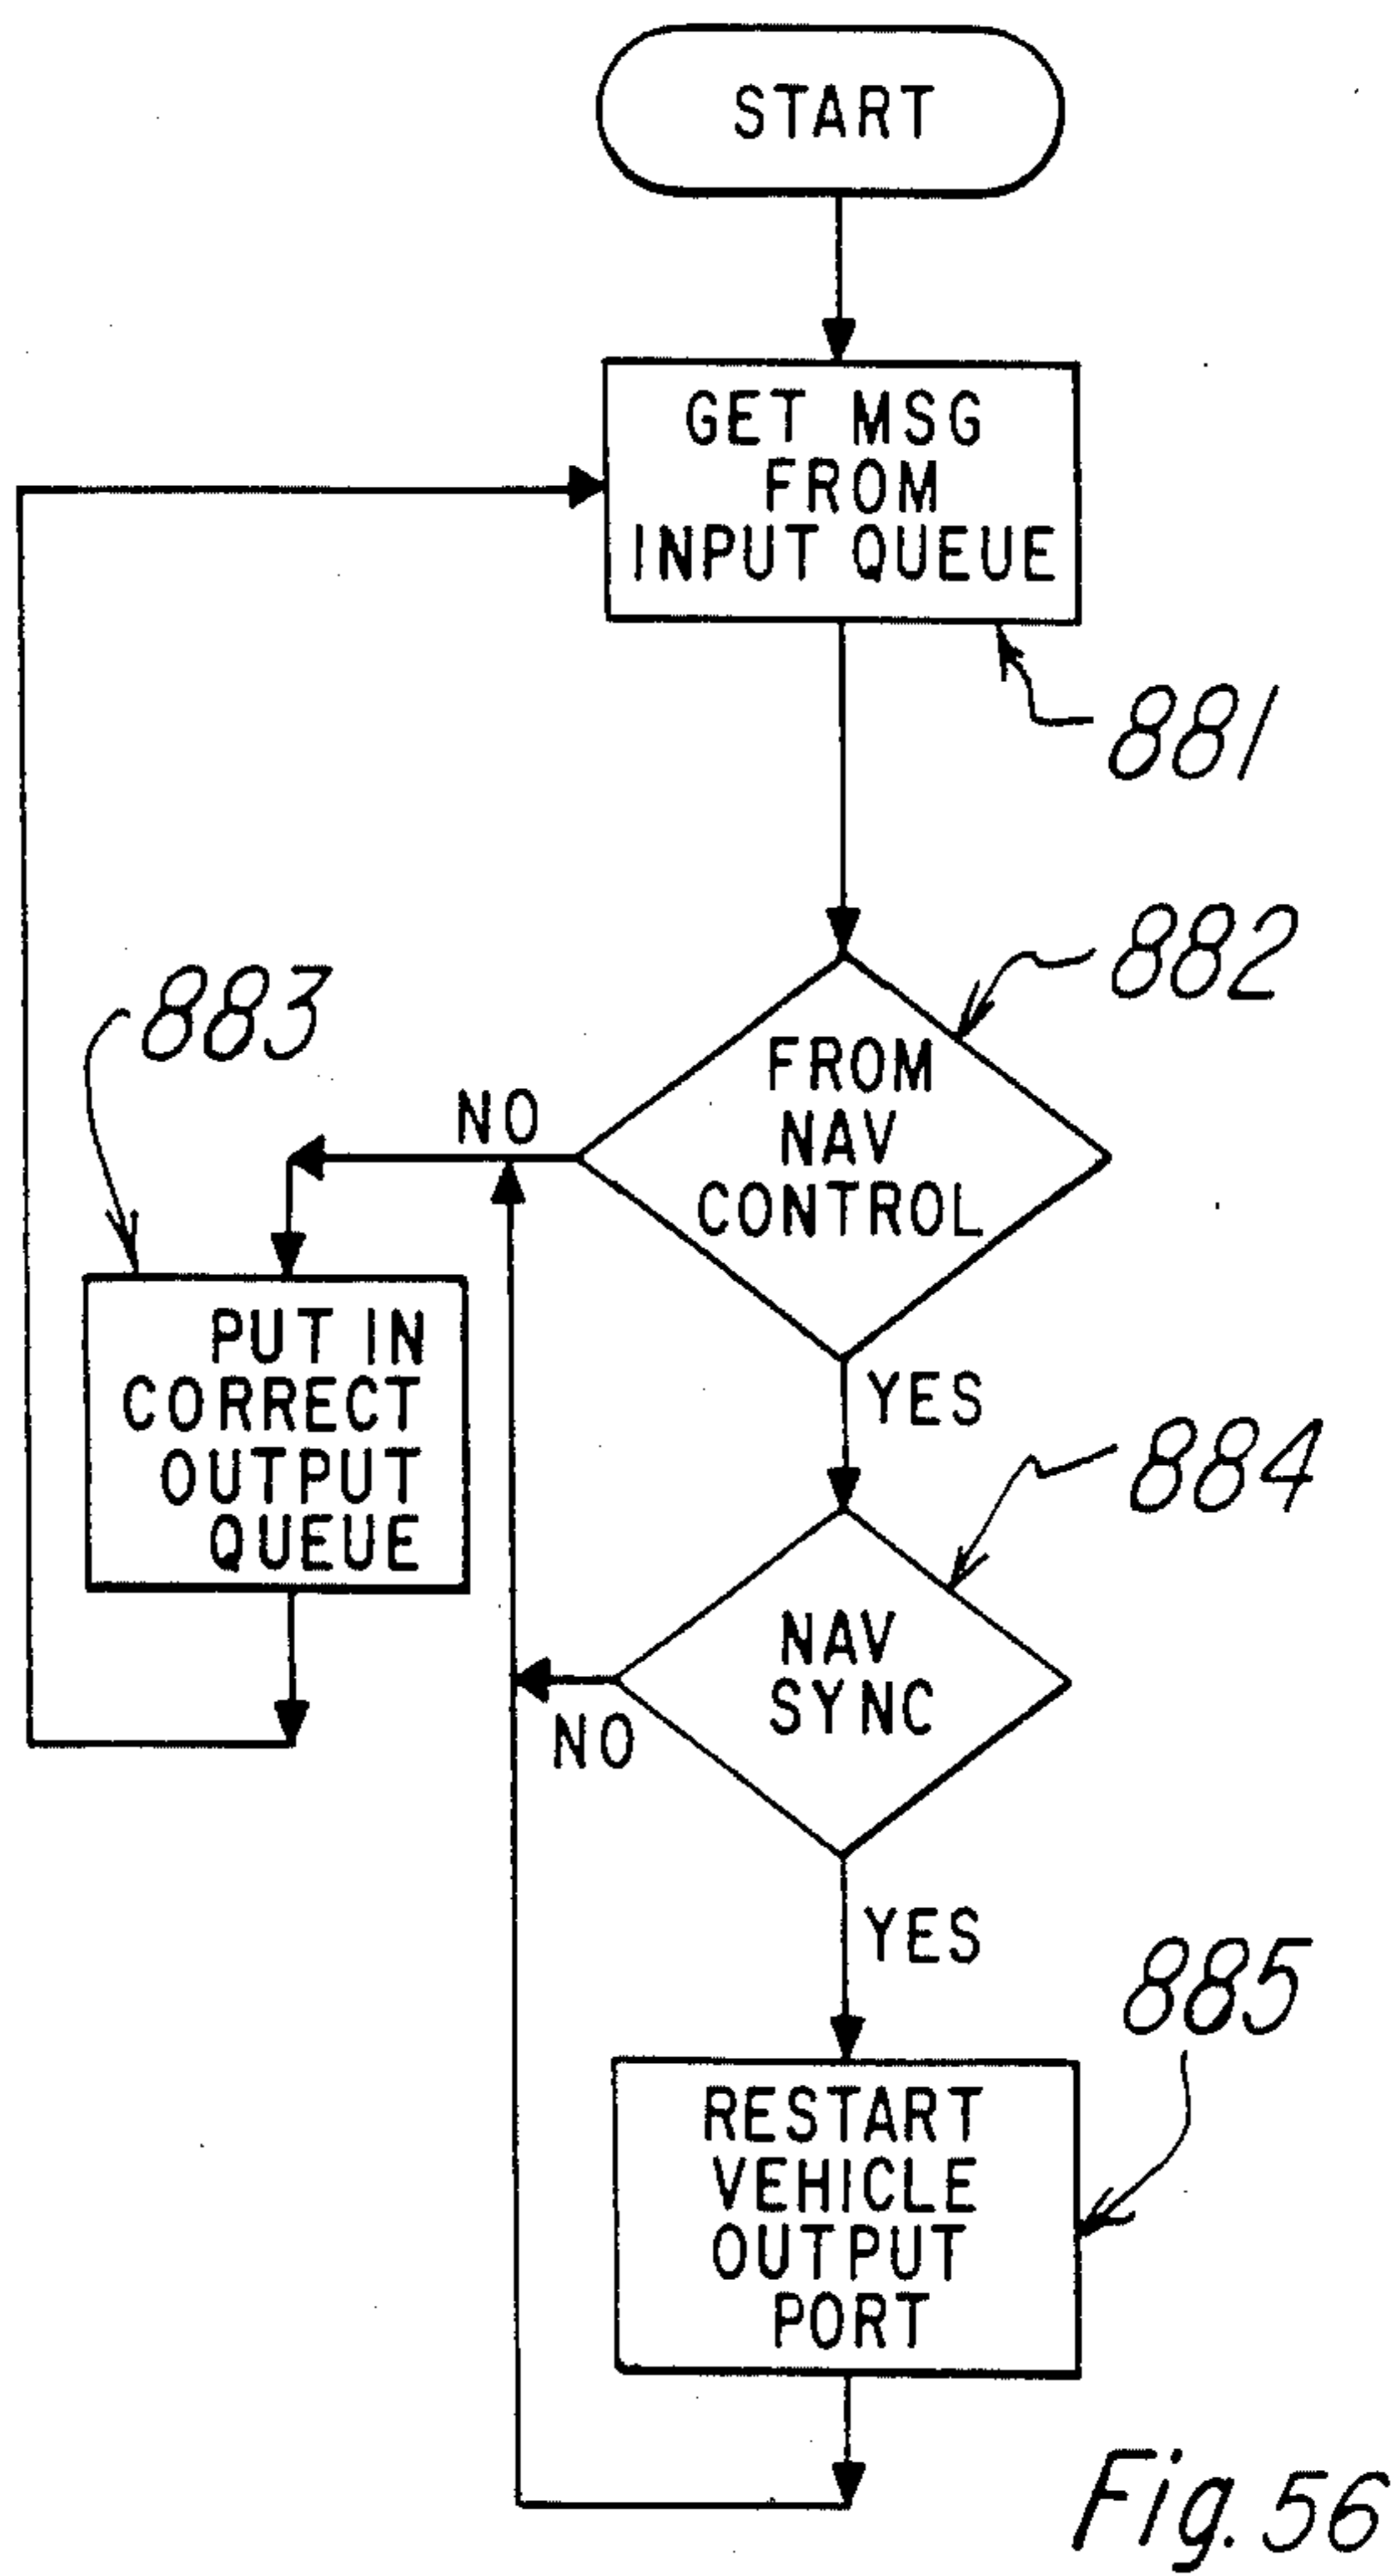 START
GET MSG
FROM
INPUT QUEUE
881
882
883
FROM
NAV
CONTROL
NO
PUT IN
CORRECT
OUTPUT
QUEUE
YES
884
NAV
SYNC
NO
YES
885
RESTART
VEHICLE
OUTPUT
PORT
Fig. 56